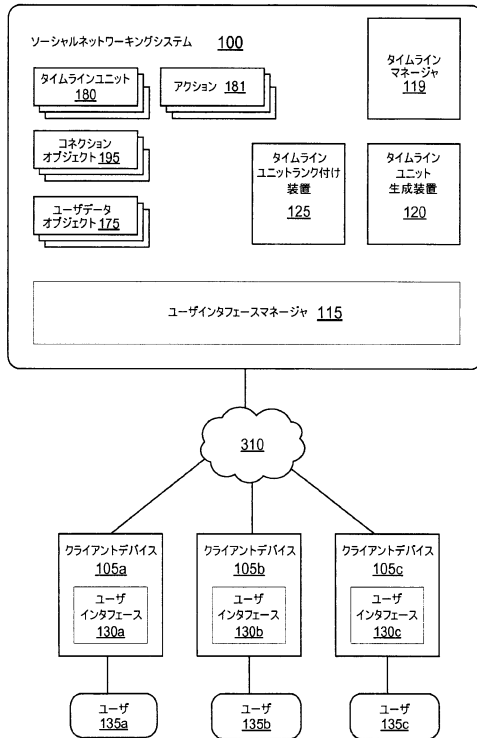 ソーシャルネットワーキングシステム 100
タイムラインユニット
180
アクション 181
タイムライン
マネージャ
119
コネクション
オブジェクト 195
ユーザデータ
オブジェクト 175
タイムライン
ユニットランク付け
装置
125
タイムライン
ユニット
生成装置
120
ユーザインタフェースマネージャ 115
310
クライアントデバイス
105a
ユーザ
インタフェース
130a
クライアントデバイス
105b
ユーザ
インタフェース
130b
クライアントデバイス
105c
ユーザ
インタフェース
130c
ユーザ
135a
ユーザ
135b
ユーザ
135c